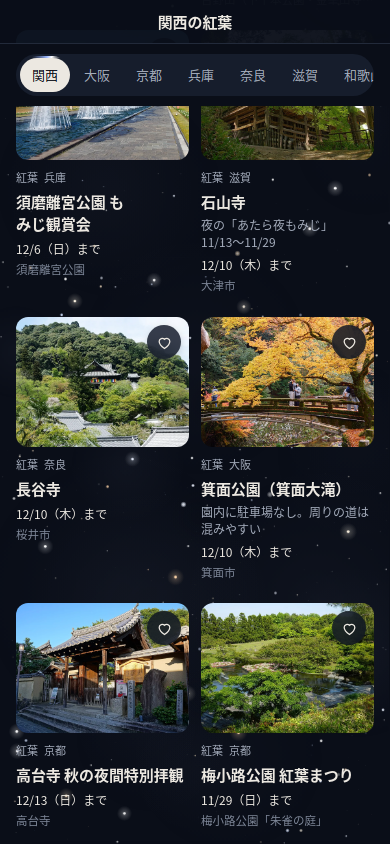 関西の紅葉
関西 大阪 京都 兵庫 奈良 滋賀 和歌
紅葉 兵庫
須磨離宮公園 も
みじ観賞会
12/6（日）まで
須磨離宮公園
紅葉 滋賀
石山寺
夜の「あたら夜もみじ」
11/13〜11/29
12/10（木）まで
大津市
紅葉 奈良
長谷寺
12/10（木）まで
桜井市
紅葉 大阪
箕面公園（箕面大滝）
園内に駐車場なし。周りの道は
混みやすい
12/10（木）まで
箕面市
紅葉 京都
高台寺 秋の夜間特別拝観
12/13（日）まで
高台寺
紅葉 京都
梅小路公園 紅葉まつり
11/29（日）まで
梅小路公園「朱雀の庭」